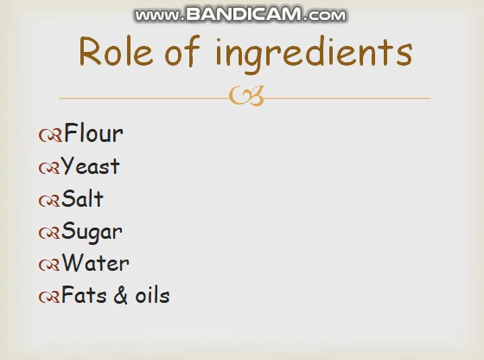 www.BANDICAM.com
Role of ingredients
Flour
Yeast
Salt
Sugar
Water
Fats & oils